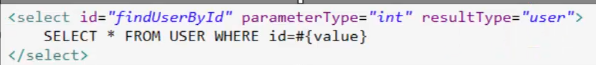 <select id="findUserById" parameterType="int" resultType="user">
SELECT * FROM USER WHERE id=#{value}
</select>